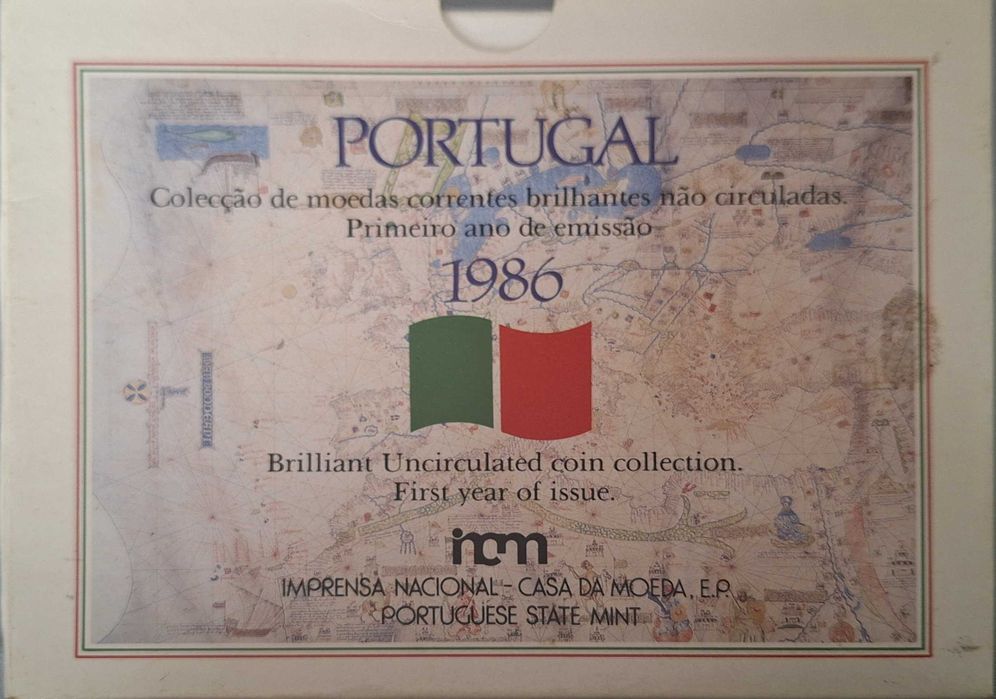 PORTUGAL
Colecção de moedas correntes brilhantes não circuladas.
Primeiro ano de emissão
1986
Brilliant Uncirculated coin collection.
First year of issue.
incm
IMPRENSA NACIONAL - CASA DA MOEDA, E.P.
PORTUGUESE STATE MINT